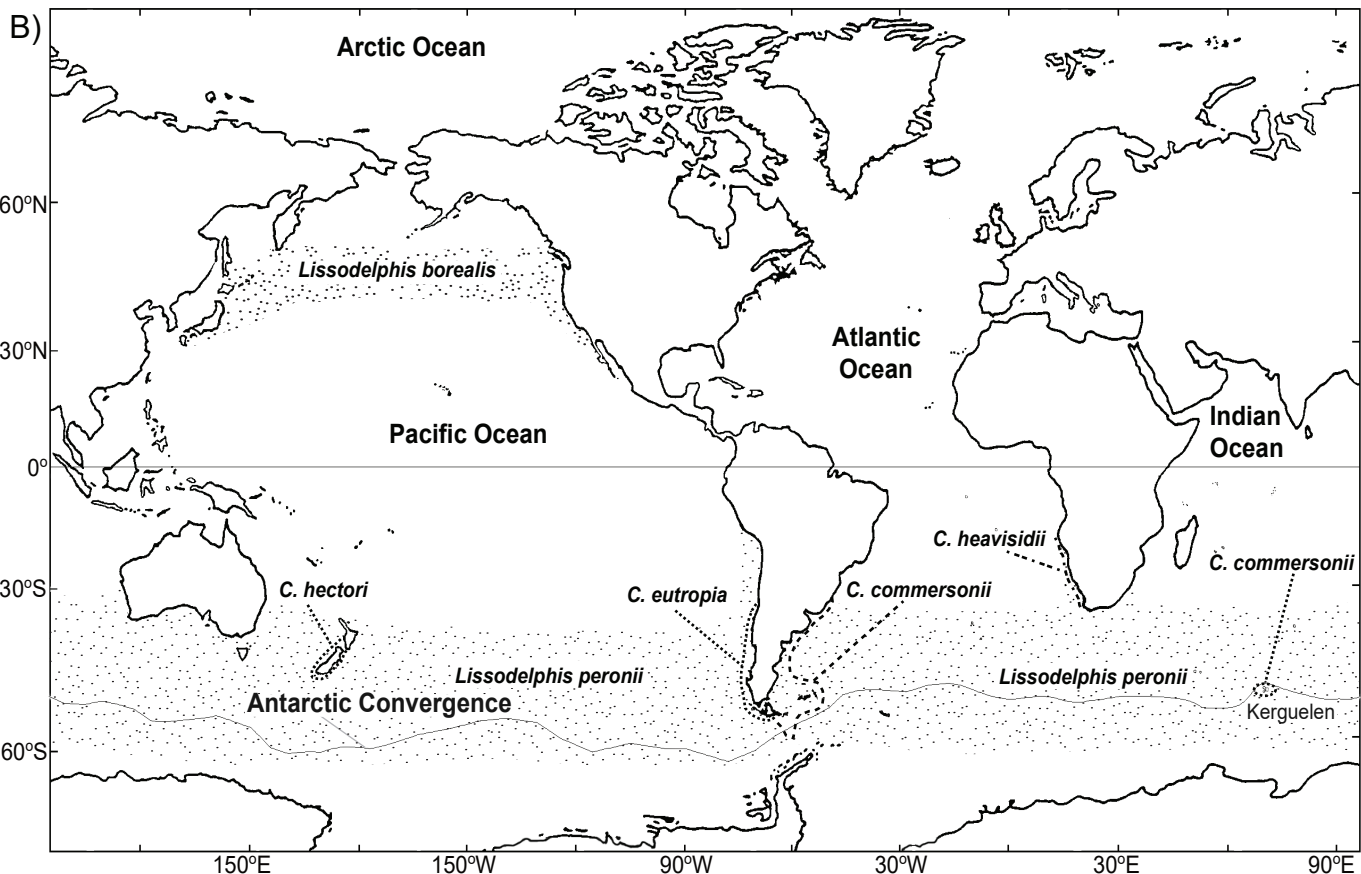 B)
Arctic Ocean
60ºN
Lissodelphis borealis
30ºN
Atlantic
Ocean
Pacific Ocean
Indian
Ocean
0º
C. heavisidii
C. commersonii
30ºS
C. hectori
C. eutropia
C. commersonii
Lissodelphis peronii
Lissodelphis peronii
Antarctic Convergence
Kerguelen
60ºS
150ºE
150ºW
90ºW
30ºW
30ºE
90ºE